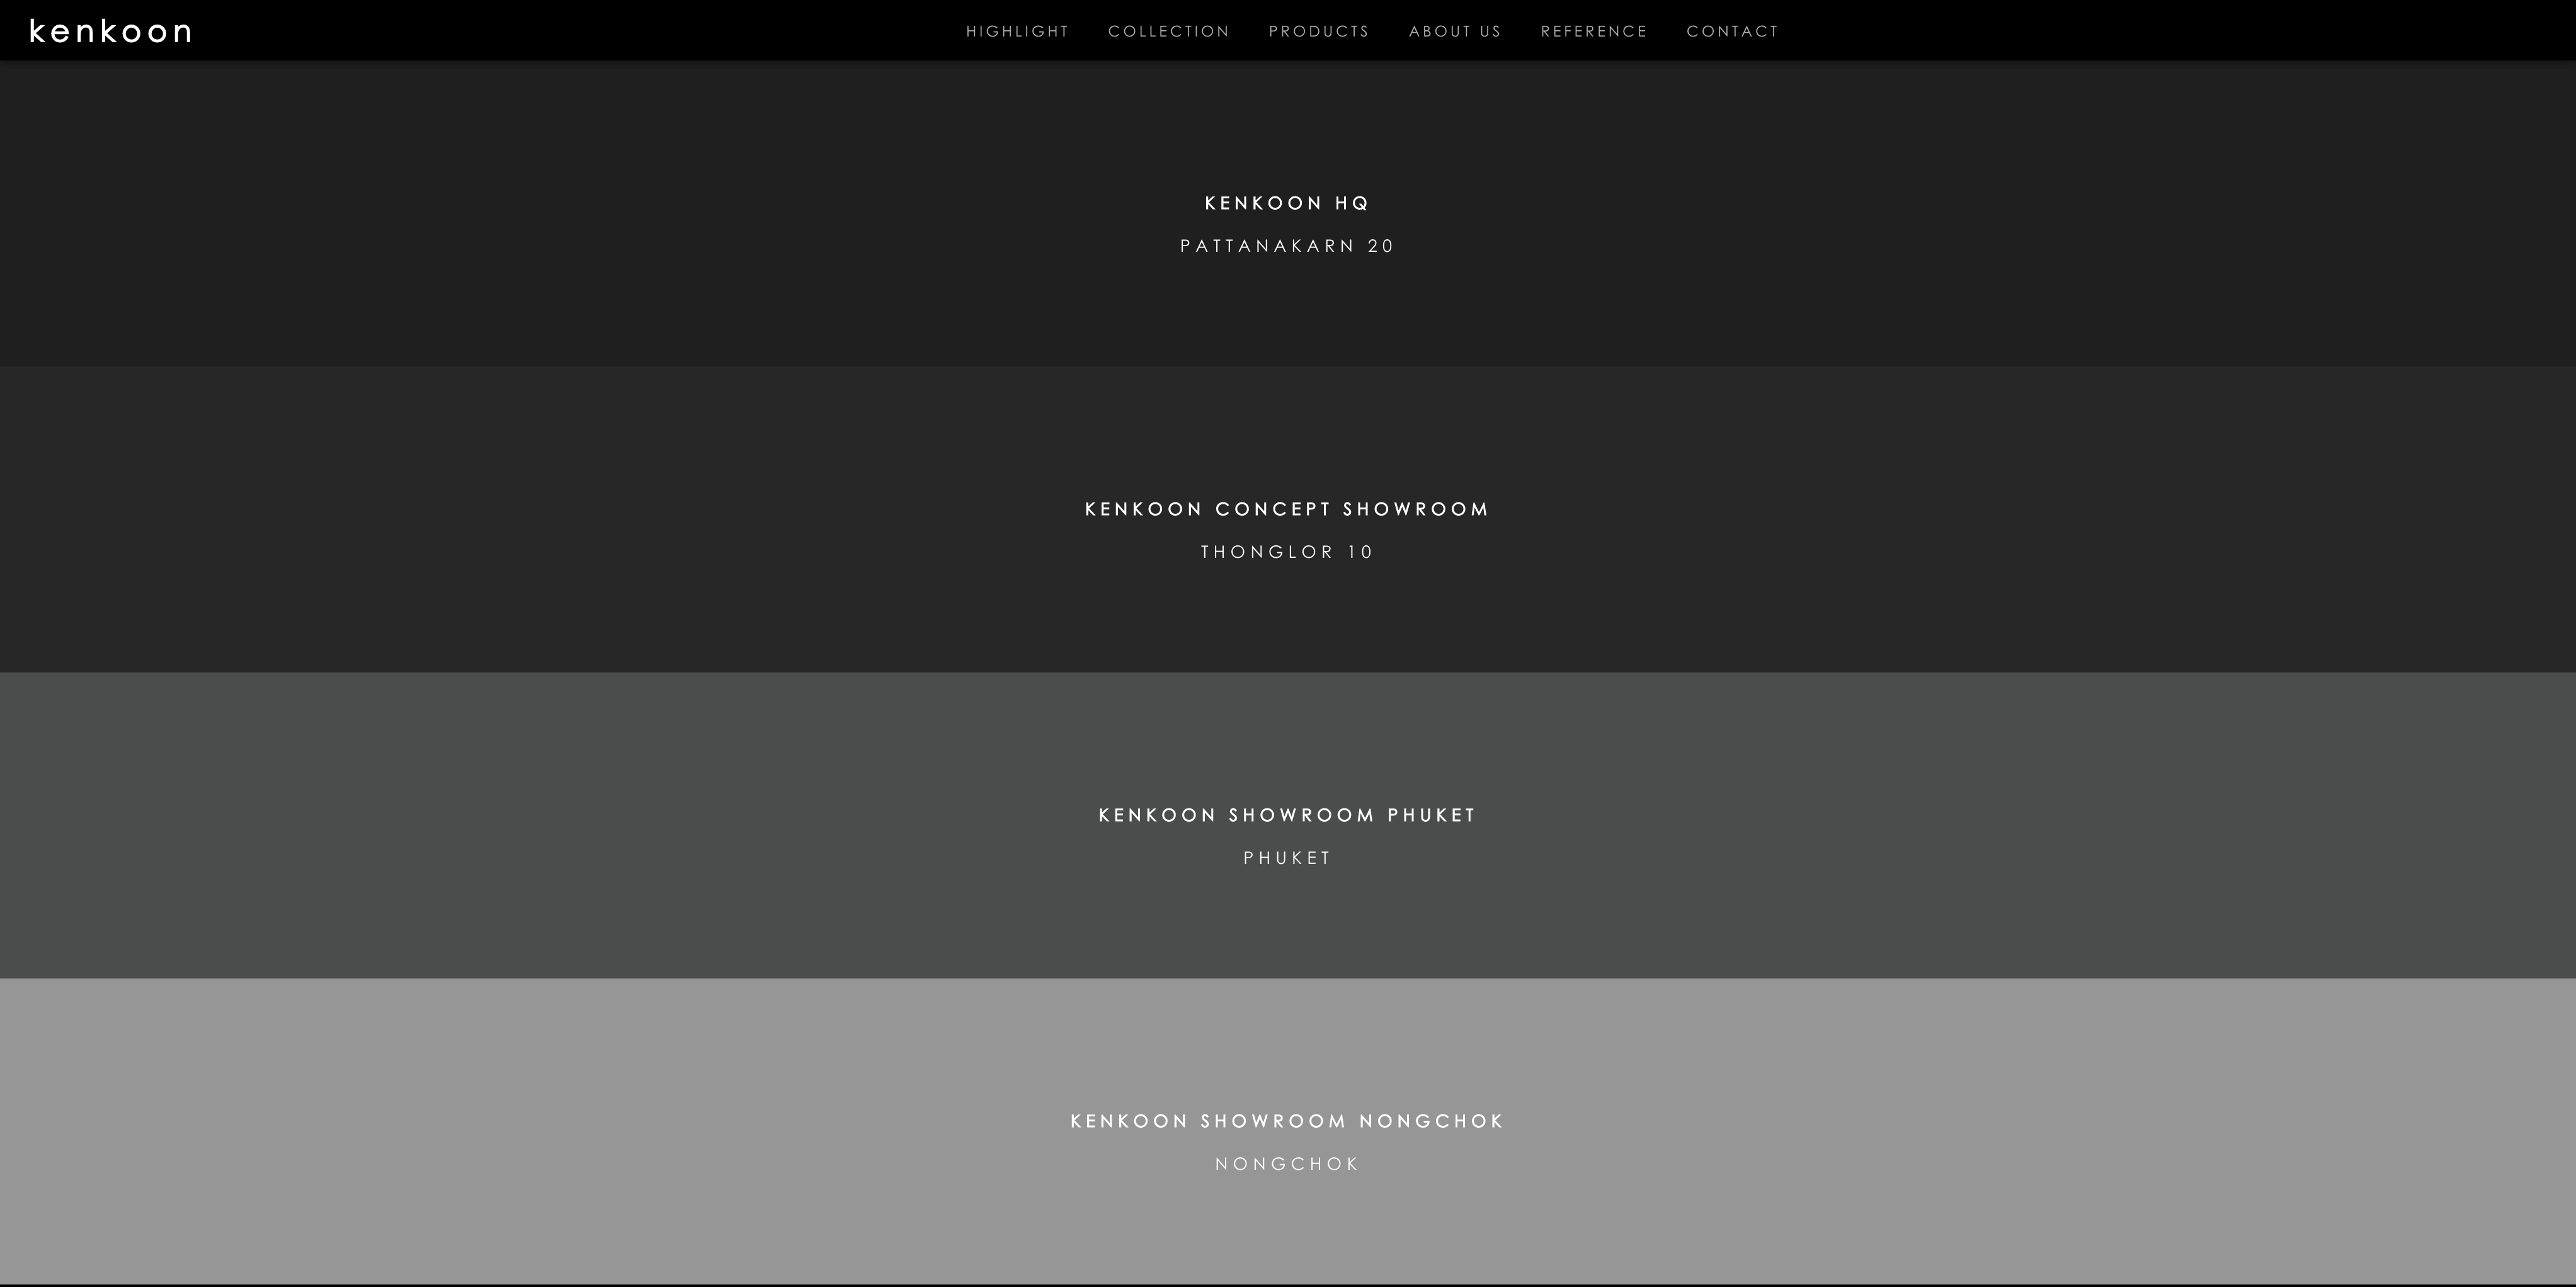 kenkoon
HIGHLIGHT COLLECTION PRODUCTS ABOUT US REFERENCE CONTACT
KENKOON HQ
PATTANAKARN 20
KENKOON CONCEPT SHOWROOM
THONGLOR 10
KENKOON SHOWROOM PHUKET
PHUKET
KENKOON SHOWROOM NONGCHOK
NONGCHOK